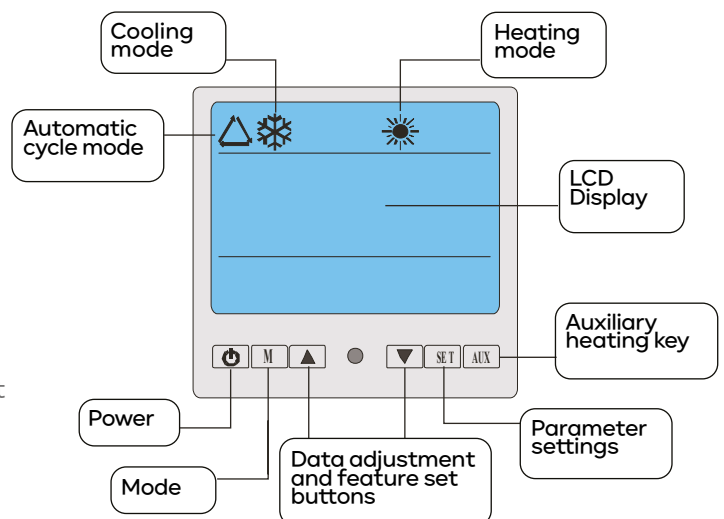 Cooling
mode
Heating
mode
Automatic
cycle mode
LCD
Display
Auxiliary
heating key
M
SET
AUX
t
Power
Parameter
settings
Mode
Data adjustment
and feature set
buttons